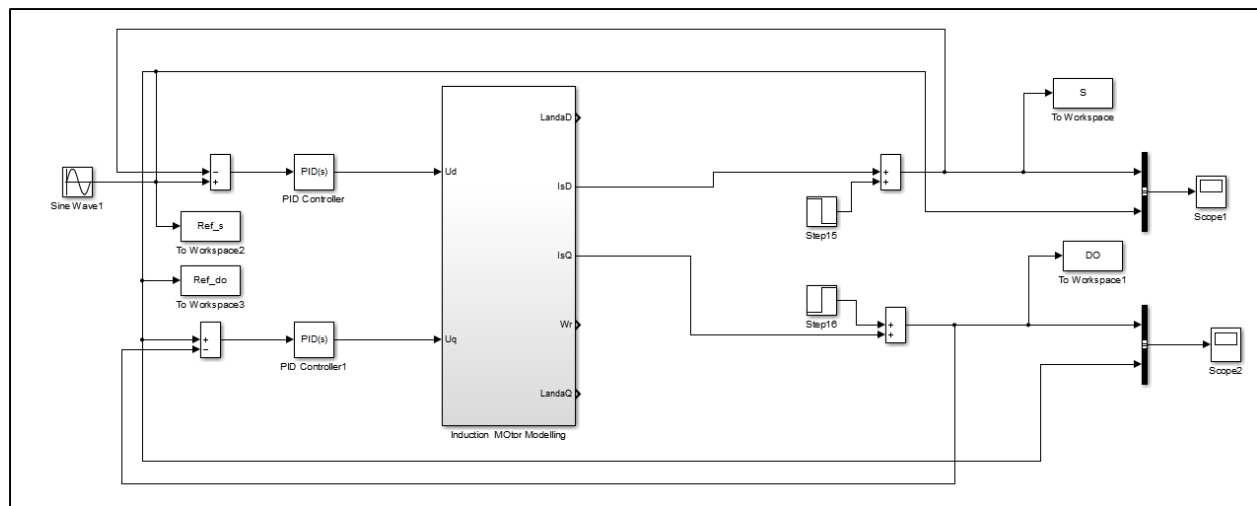 S
To Workspace
LandaD
Sine Wave1
PID(s)
PID Controller
Ud
IsD
Step15
Scope1
Ref_s
To Workspace2
IsQ
DO
To Workspace1
Ref_do
To Workspace3
Step16
Wr
PID(s)
PID Controller1
Uq
Scope2
LandaQ
Induction MOtor Modelling